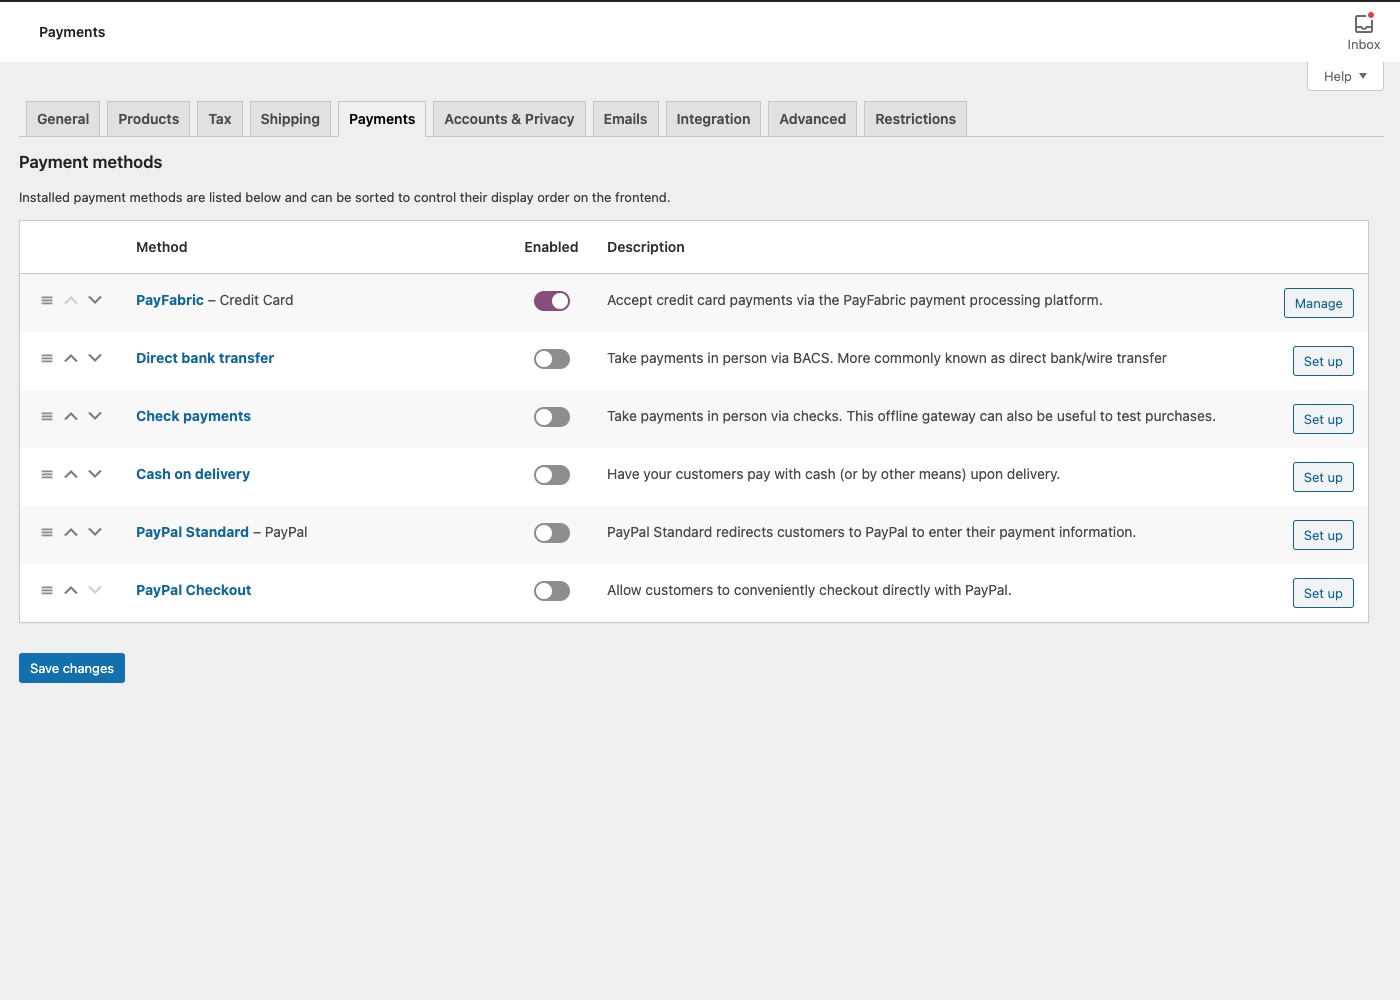 Payments
Inbox
Help
General Products Tax Shipping Payments Accounts & Privacy Emails Integration Advanced Restrictions
Payment methods
Installed payment methods are listed below and can be sorted to control their display order on the frontend.
Method Enabled Description
PayFabric – Credit Card Accept credit card payments via the PayFabric payment processing platform. Manage
Direct bank transfer Take payments in person via BACS. More commonly known as direct bank/wire transfer Set up
Check payments Take payments in person via checks. This offline gateway can also be useful to test purchases. Set up
Cash on delivery Have your customers pay with cash (or by other means) upon delivery. Set up
PayPal Standard – PayPal PayPal Standard redirects customers to PayPal to enter their payment information. Set up
PayPal Checkout Allow customers to conveniently checkout directly with PayPal. Set up
Save changes